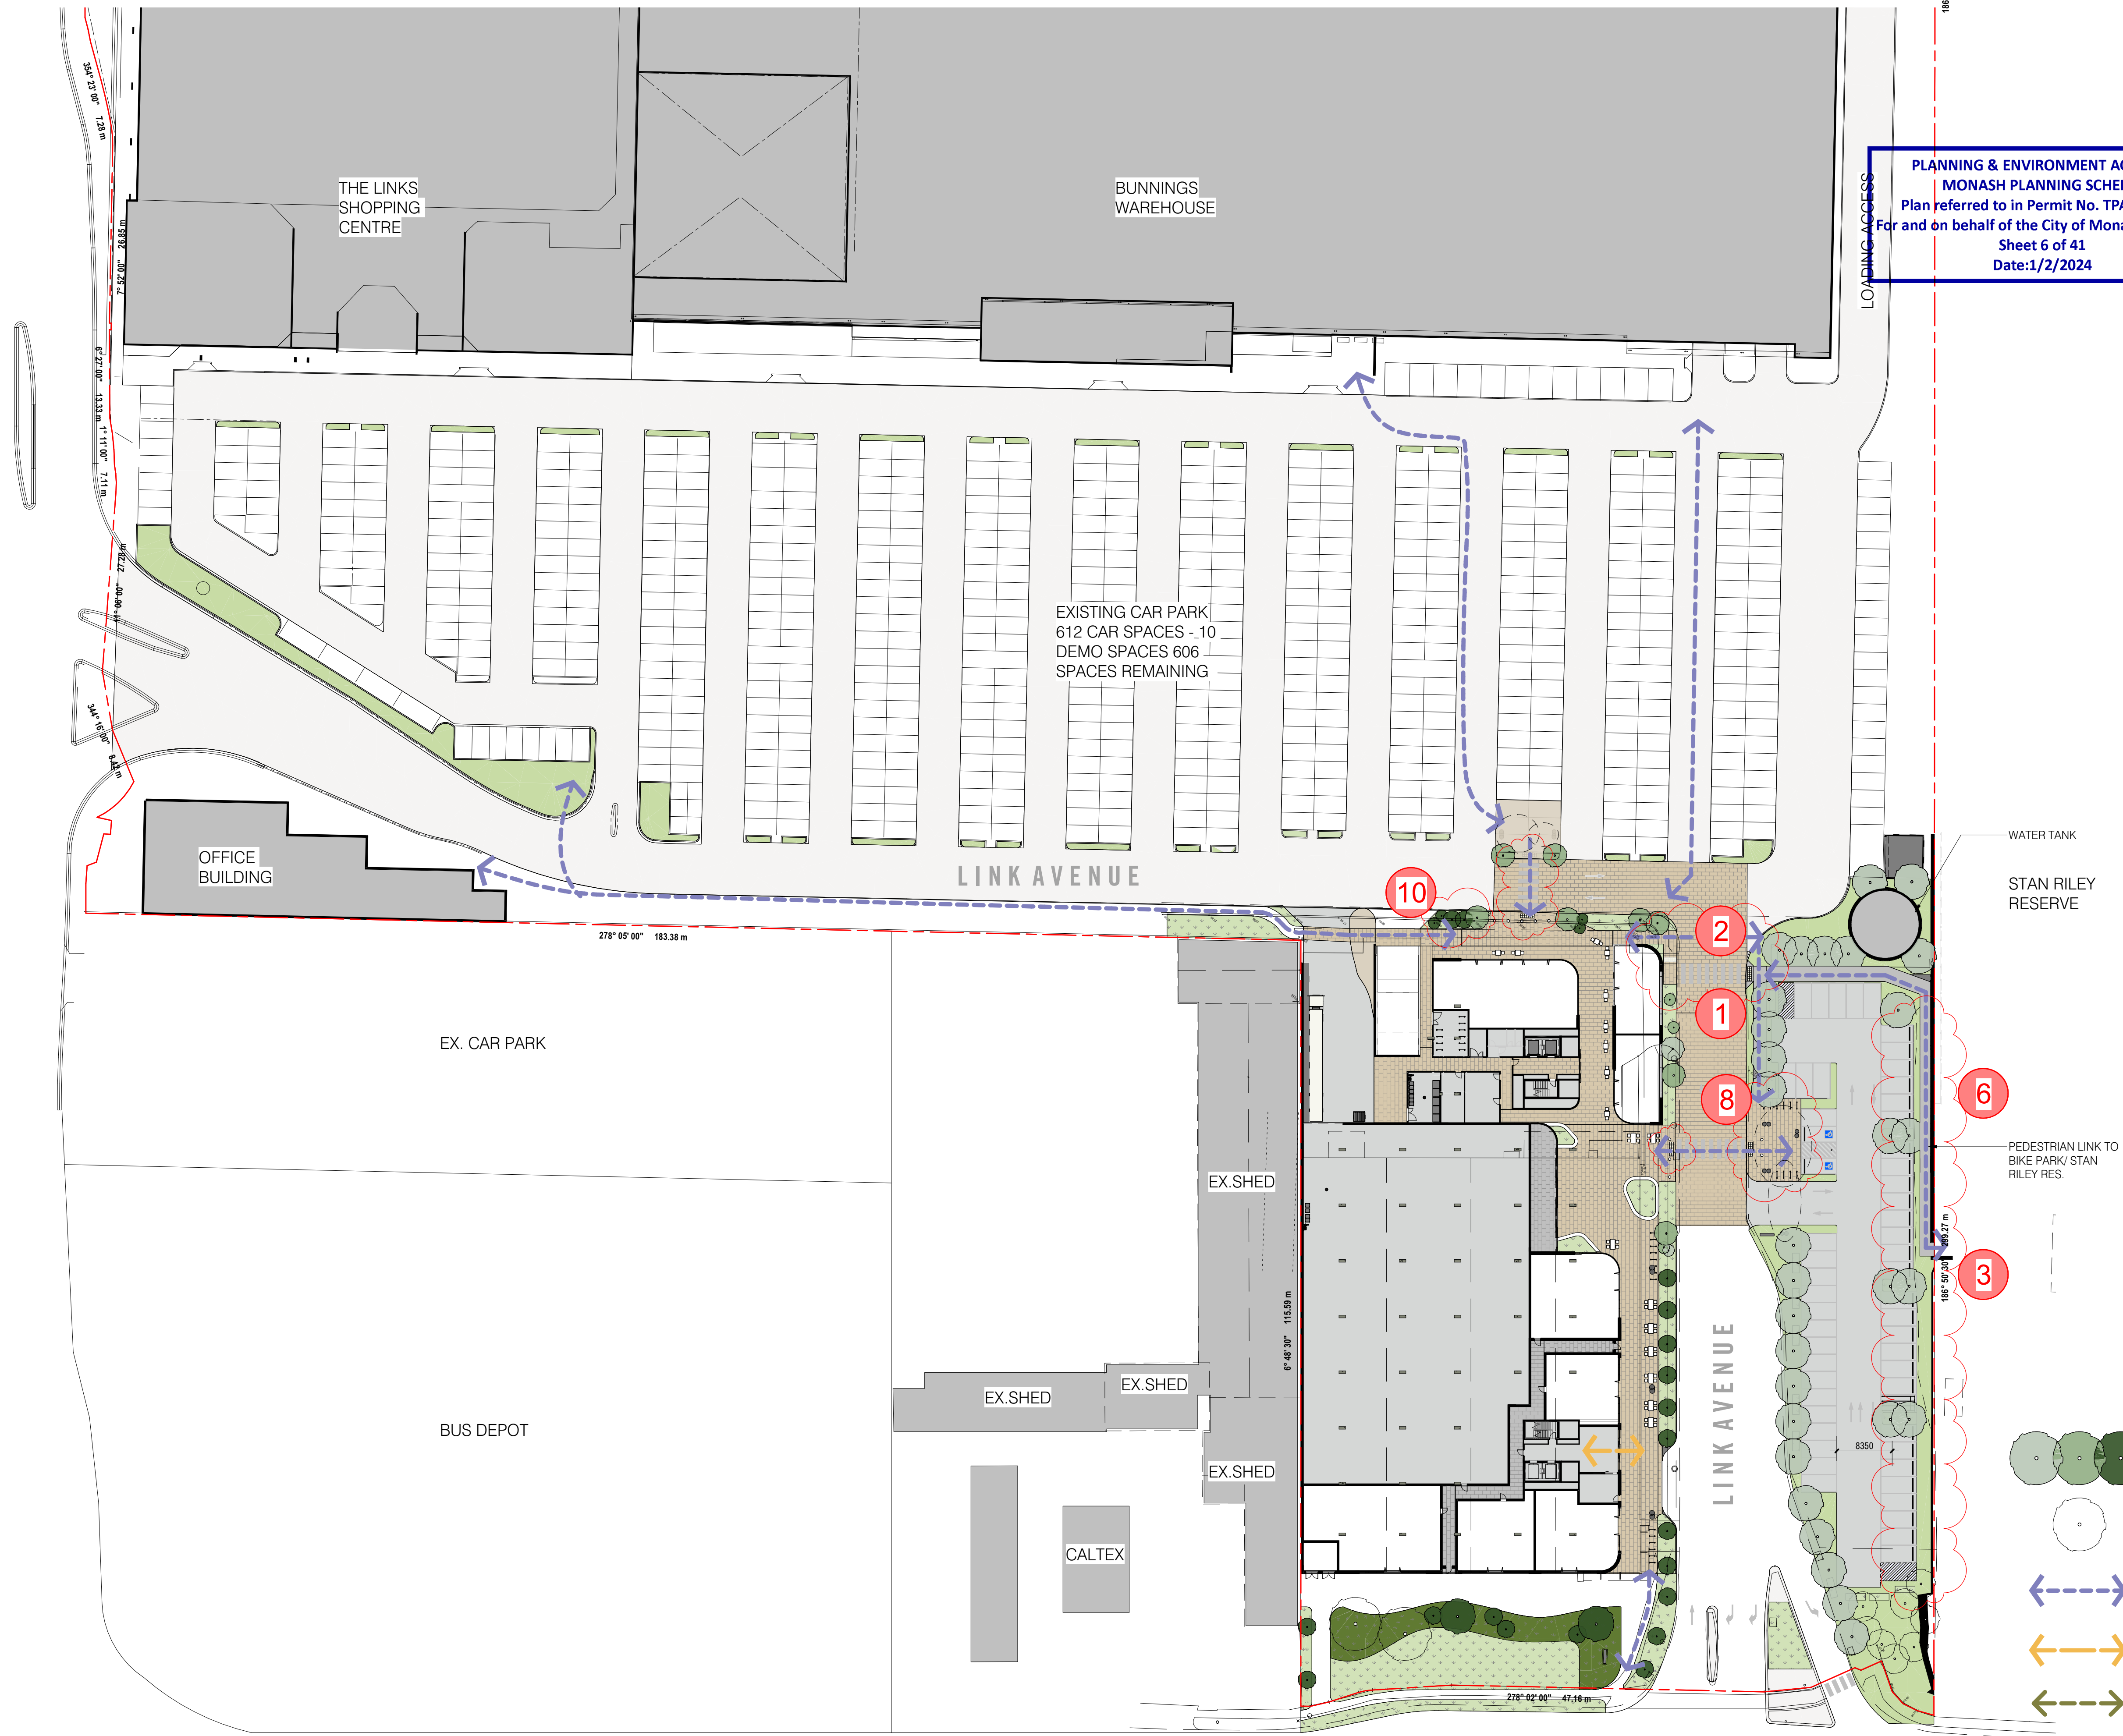 186
354° 23' 00" 7.28 m
THE LINKS
SHOPPING
CENTRE
BUNNINGS
WAREHOUSE
LOADING ACCESS
PLANNING & ENVIRONMENT
MONASH PLANNING
Plan referred to in Permit No.
For and on behalf of the City of
Sheet 6 of 41
Date:1/2/2024
7° 52' 00" 26.85 m
6° 27' 00" 13.33 m
1° 11' 00" 7.11 m
11° 06' 00" 27.28 m
344° 16' 00" 8.42 m
EXISTING CAR PARK
612 CAR SPACES - 10
DEMO SPACES 606
SPACES REMAINING
OFFICE
BUILDING
LINK AVENUE
WATER TANK
STAN RILEY
RESERVE
10
2
1
8
6
3
278° 05' 00" 183.38 m
EX. CAR PARK
EX.SHED
PEDESTRIAN LINK TO
BIKE PARK/ STAN
RILEY RES.
186° 50' 30" 299.27 m
6° 48' 30" 115.59 m
EX.SHED
EX.SHED
BUS DEPOT
EX.SHED
LINK AVENUE
8350
CALTEX
278° 02' 00" 47.16 m